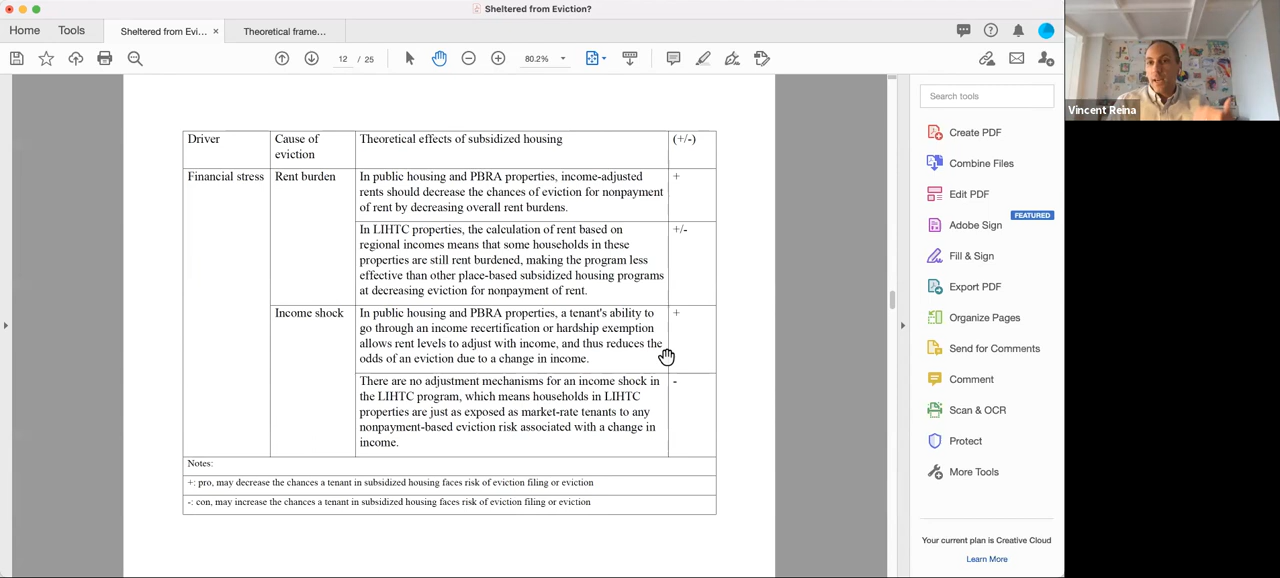 Sheltered from Eviction?
Home
Tools
Sheltered from Evi... ×
Theoretical frame...
12 / 25
80.2%
Vincent Reina
Search tools
Create PDF
Combine Files
Edit PDF
FEATURED
Adobe Sign
Fill & Sign
Export PDF
Organize Pages
Send for Comments
Comment
Scan & OCR
Protect
More Tools
Your current plan is Creative Cloud
Learn More
Driver
Cause of
eviction
Theoretical effects of subsidized housing
(+/-)
Financial stress
Rent burden
In public housing and PBRA properties, income-adjusted
rents should decrease the chances of eviction for nonpayment
of rent by decreasing overall rent burdens.
+
In LIHTC properties, the calculation of rent based on
regional incomes means that some households in these
properties are still rent burdened, making the program less
effective than other place-based subsidized housing programs
at decreasing eviction for nonpayment of rent.
+/-
Income shock
In public housing and PBRA properties, a tenant's ability to
go through an income recertification or hardship exemption
allows rent levels to adjust with income, and thus reduces the
odds of an eviction due to a change in income.
+
There are no adjustment mechanisms for an income shock in
the LIHTC program, which means households in LIHTC
properties are just as exposed as market-rate tenants to any
nonpayment-based eviction risk associated with a change in
income.
-
Notes:
+: pro, may decrease the chances a tenant in subsidized housing faces risk of eviction filing or eviction
-: con, may increase the chances a tenant in subsidized housing faces risk of eviction filing or eviction